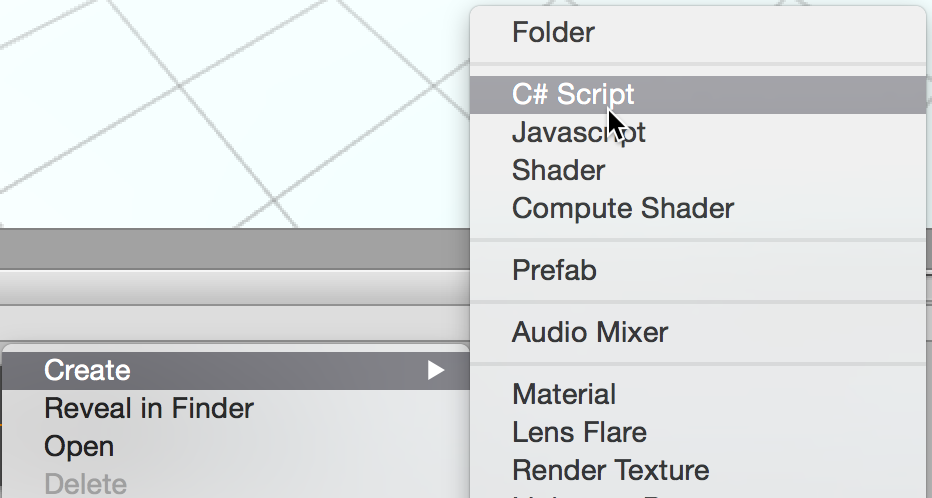 Folder
C# Script
Javascript
Shader
Compute Shader
Prefab
Audio Mixer
Material
Lens Flare
Render Texture
Create
Reveal in Finder
Open
Delete